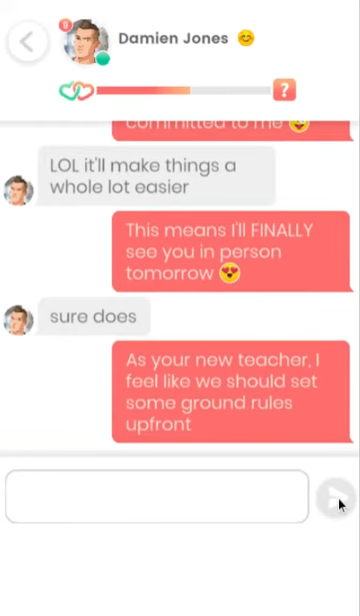 Damien Jones 😊
?
committed to me 😜
LOL it'll make things a
whole lot easier
This means I'll FINALLY
see you in person
tomorrow 😍
sure does
As your new teacher, I
feel like we should set
some ground rules
upfront